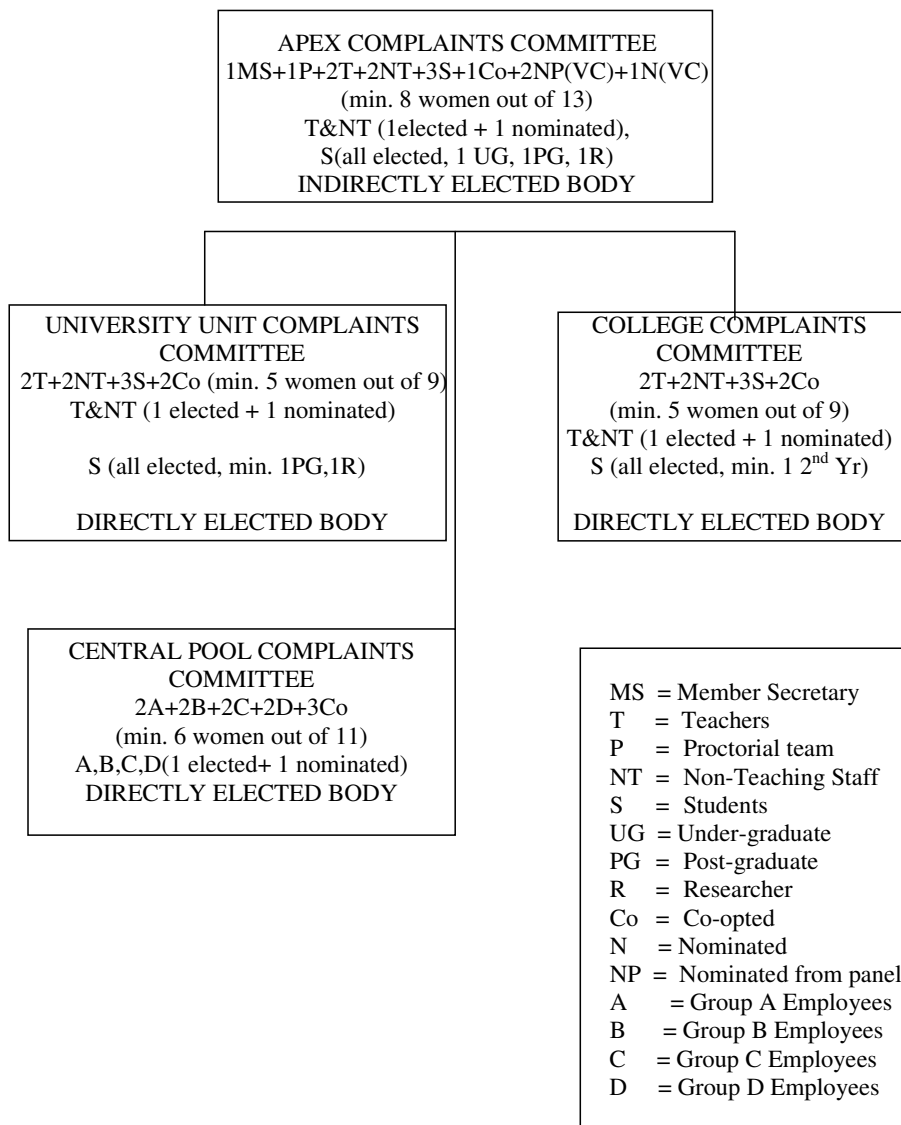 APEX COMPLAINTS COMMITTEE
1MS+1P+2T+2NT+3S+1Co+2NP(VC)+1N(VC)
(min. 8 women out of 13)
T&NT (1elected + 1 nominated),
S(all elected, 1 UG, 1PG, 1R)
INDIRECTLY ELECTED BODY
UNIVERSITY UNIT COMPLAINTS
COMMITTEE
2T+2NT+3S+2Co (min. 5 women out of 9)
T&NT (1 elected + 1 nominated)
S (all elected, min. 1PG,1R)
DIRECTLY ELECTED BODY
COLLEGE COMPLAINTS
COMMITTEE
2T+2NT+3S+2Co
(min. 5 women out of 9)
T&NT (1 elected + 1 nominated)
S (all elected, min. 1 2nd Yr)
DIRECTLY ELECTED BODY
CENTRAL POOL COMPLAINTS
COMMITTEE
2A+2B+2C+2D+3Co
(min. 6 women out of 11)
A,B,C,D(1 elected+ 1 nominated)
DIRECTLY ELECTED BODY
MS = Member Secretary
T = Teachers
P = Proctorial team
NT = Non-Teaching Staff
S = Students
UG = Under-graduate
PG = Post-graduate
R = Researcher
Co = Co-opted
N = Nominated
NP = Nominated from panel
A = Group A Employees
B = Group B Employees
C = Group C Employees
D = Group D Employees